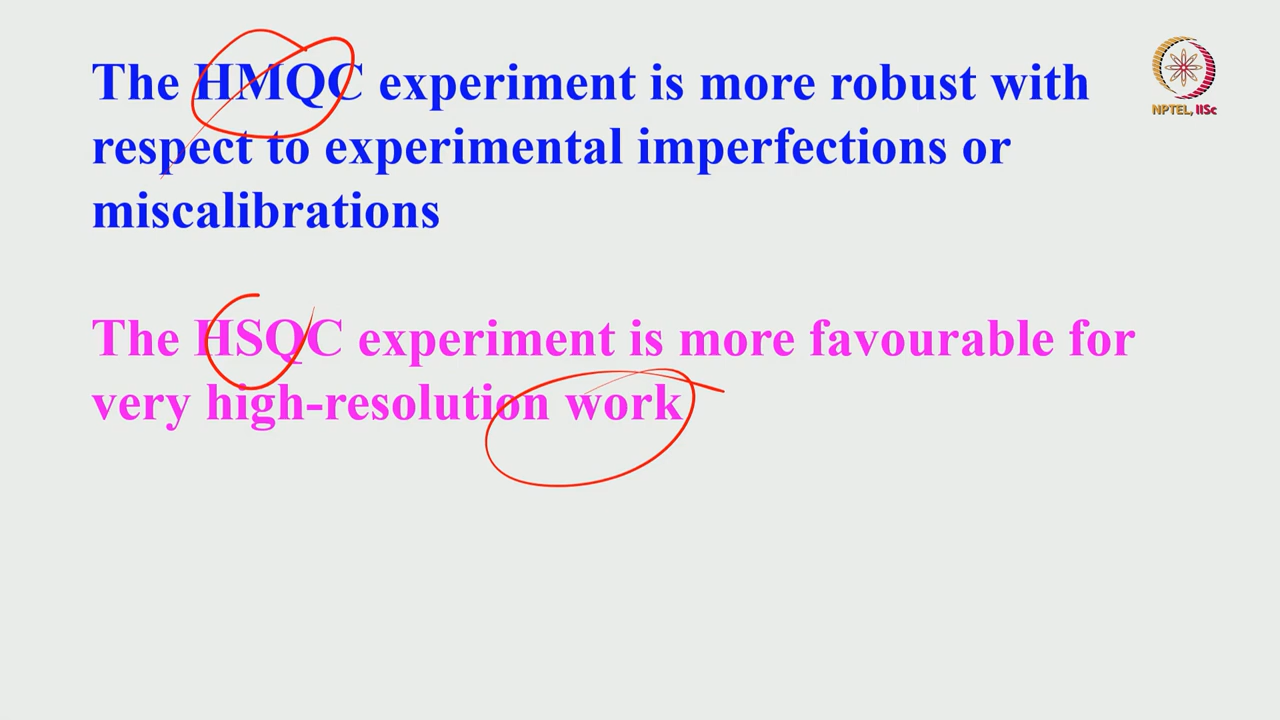 The HMQC experiment is more robust with
respect to experimental imperfections or
miscalibrations
The HSQC experiment is more favourable for
very high-resolution work
NPTEL, IISc